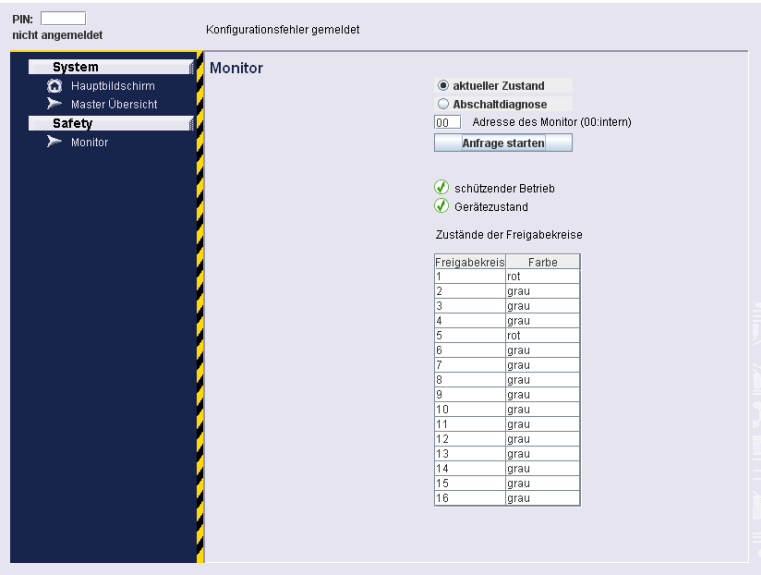 PIN:
nicht angemeldet
Konfigurationsfehler gemeldet
System
Hauptbildschirm
Master Übersicht
Safety
Monitor
Monitor
aktueller Zustand
Abschaltdiagnose
00 Adresse des Monitor (00:intern)
Anfrage starten
schützender Betrieb
Gerätezustand
Zustände der Freigabekreise
Freigabekreis Farbe
1 rot
2 grau
3 grau
4 grau
5 rot
6 grau
7 grau
8 grau
9 grau
10 grau
11 grau
12 grau
13 grau
14 grau
15 grau
16 grau